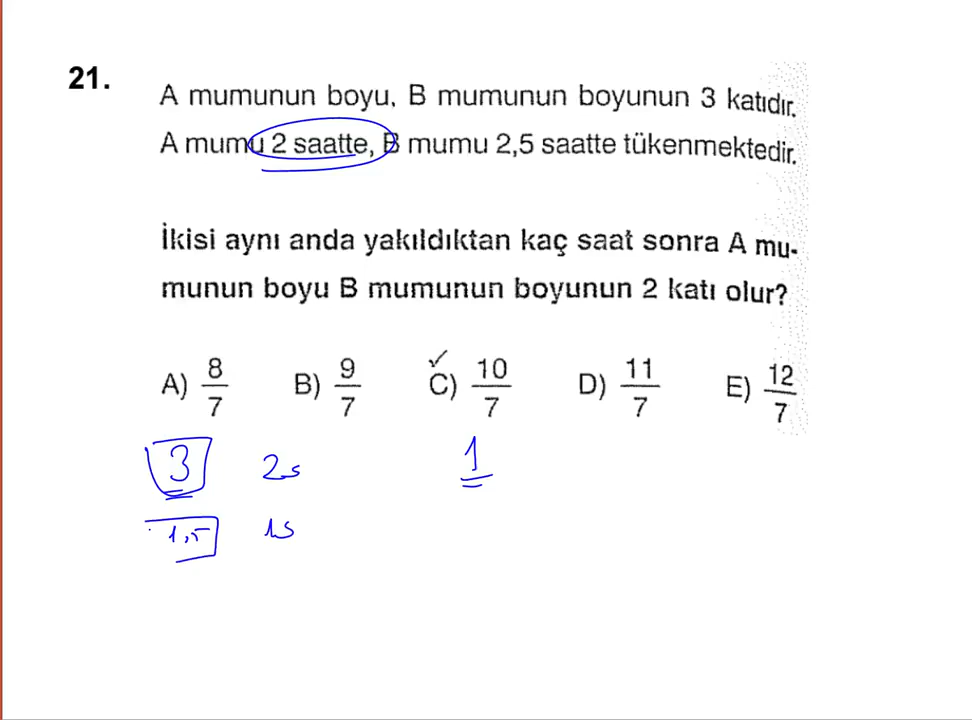 21.
A mumunun boyu, B mumunun boyunun 3 katıdır.
A mumu 2 saatte, B mumu 2,5 saatte tükenmektedir.
İkisi aynı anda yakıldıktan kaç saat sonra A mu-
munun boyu B mumunun boyunun 2 katı olur?
A) 8/7 B) 9/7 C) 10/7 D) 11/7 E) 12/7
3 2s 1
1,5 1s